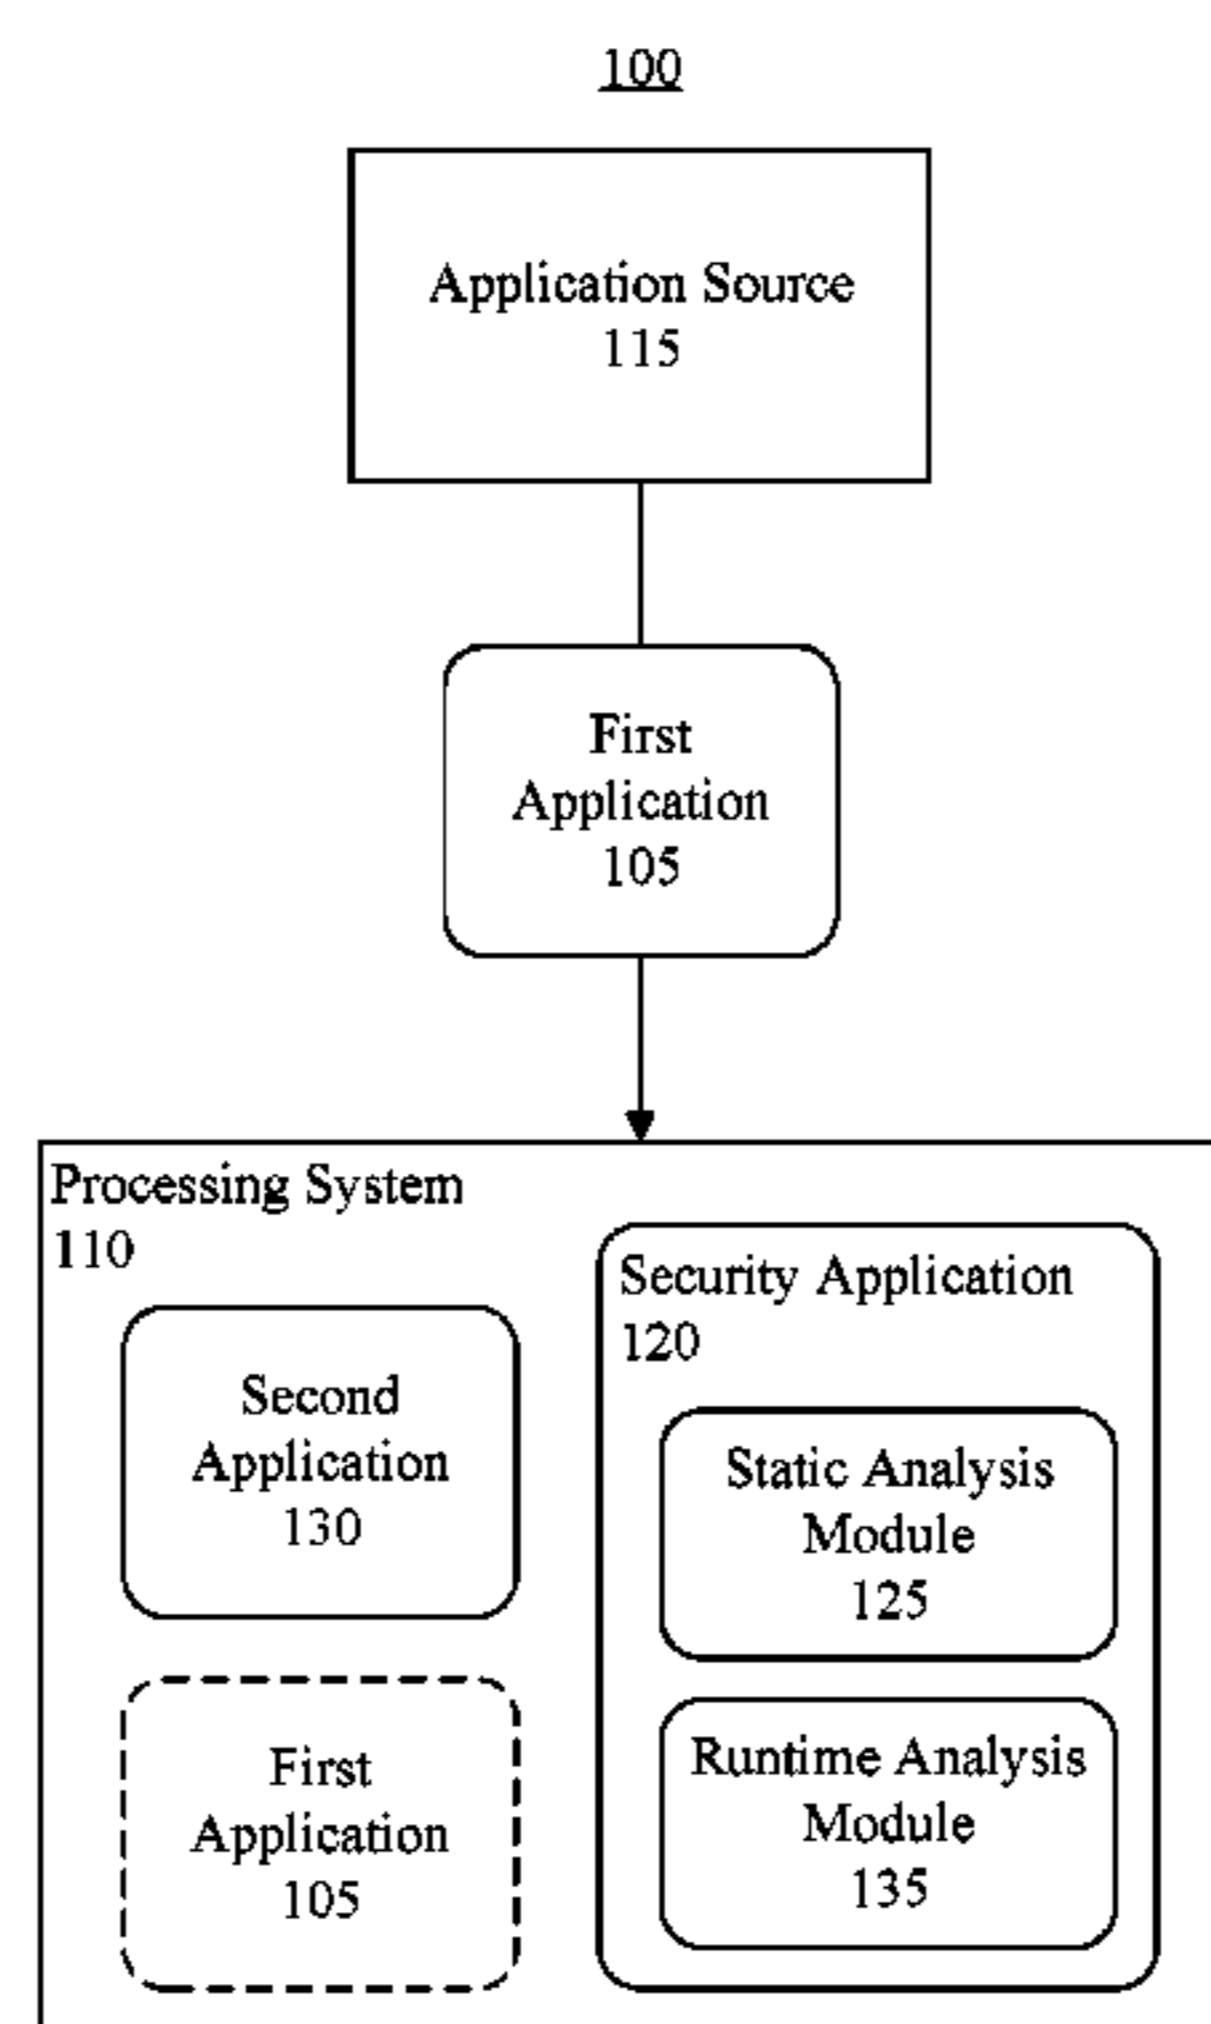 100
Application Source
115
First
Application
105
Processing System
110
Second
Application
130
First
Application
105
Security Application
120
Static Analysis
Module
125
Runtime Analysis
Module
135